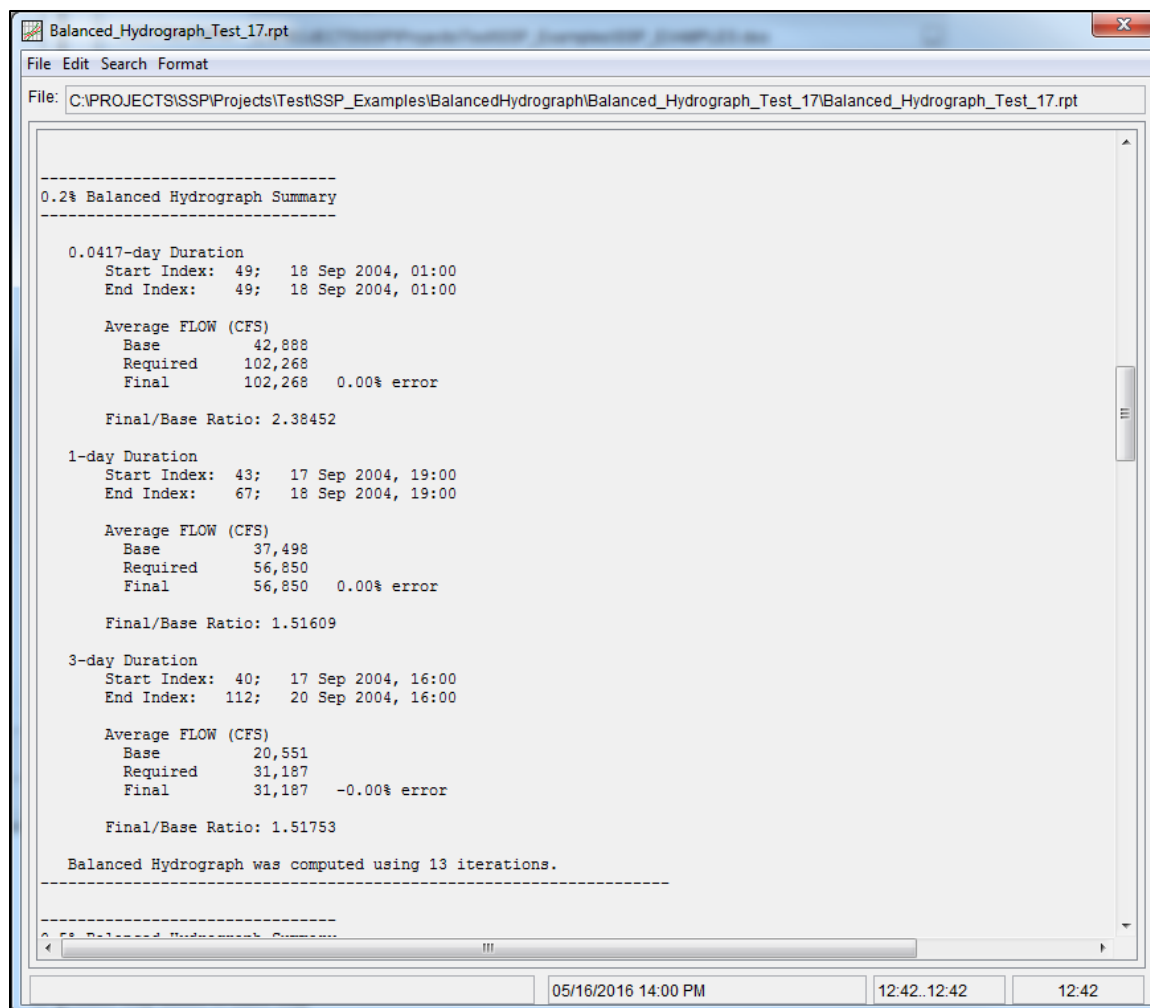 Balanced_Hydrograph_Test_17.rpt
File Edit Search Format
File: C:\PROJECTS\SSP\Projects\Test\SSP_Examples\BalancedHydrograph\Balanced_Hydrograph_Test_17\Balanced_Hydrograph_Test_17.rpt
--------------------------------
0.2% Balanced Hydrograph Summary
--------------------------------
0.0417-day Duration
Start Index: 49; 18 Sep 2004, 01:00
End Index: 49; 18 Sep 2004, 01:00
Average FLOW (CFS)
Base 42,888
Required 102,268
Final 102,268 0.00% error
Final/Base Ratio: 2.38452
1-day Duration
Start Index: 43; 17 Sep 2004, 19:00
End Index: 67; 18 Sep 2004, 19:00
Average FLOW (CFS)
Base 37,498
Required 56,850
Final 56,850 0.00% error
Final/Base Ratio: 1.51609
3-day Duration
Start Index: 40; 17 Sep 2004, 16:00
End Index: 112; 20 Sep 2004, 16:00
Average FLOW (CFS)
Base 20,551
Required 31,187
Final 31,187 -0.00% error
Final/Base Ratio: 1.51753
Balanced Hydrograph was computed using 13 iterations.
--------------------------------------------------------------------
--------------------------------
0.5% Balanced Hydrograph Summary
05/16/2016 14:00 PM 12:42..12:42 12:42